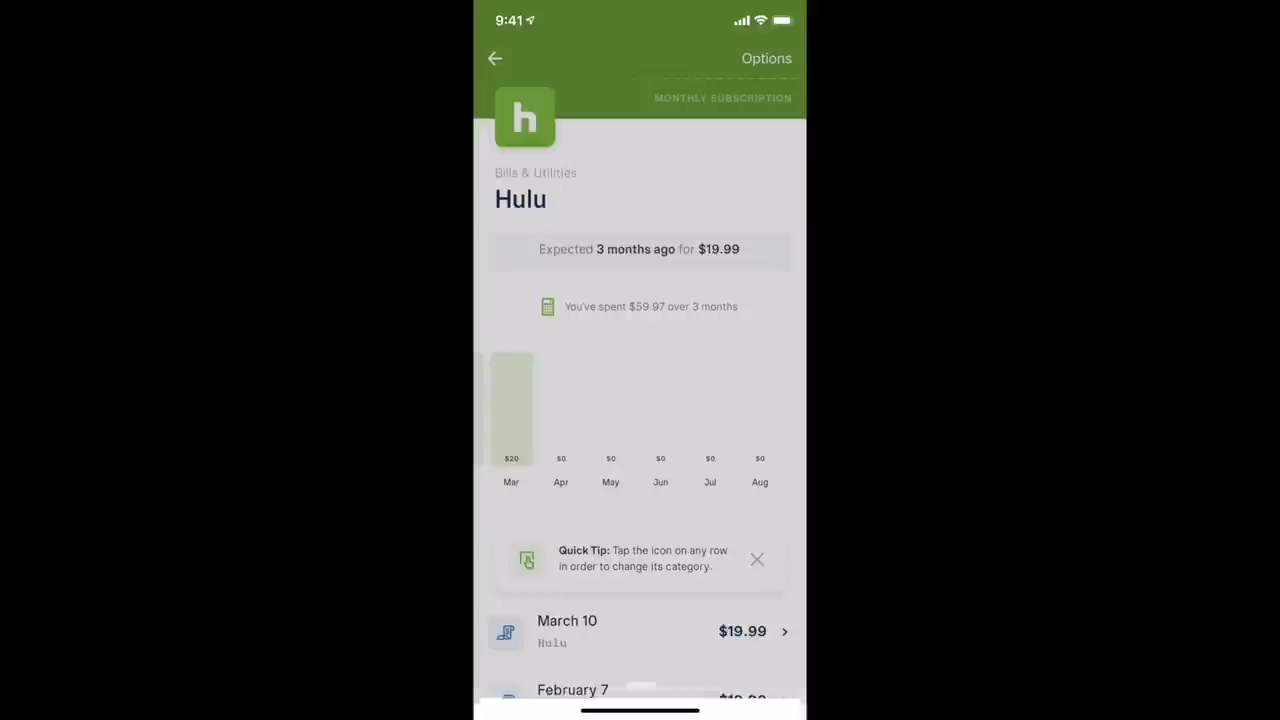 9:41
Options
MONTHLY SUBSCRIPTION
h
Bills & Utilities
Hulu
Expected 3 months ago for $19.99
You've spent $59.97 over 3 months
$20 $0 $0 $0 $0 $0
Mar Apr May Jun Jul Aug
Quick Tip: Tap the icon on any row
in order to change its category.
March 10
$19.99
Hulu
February 7